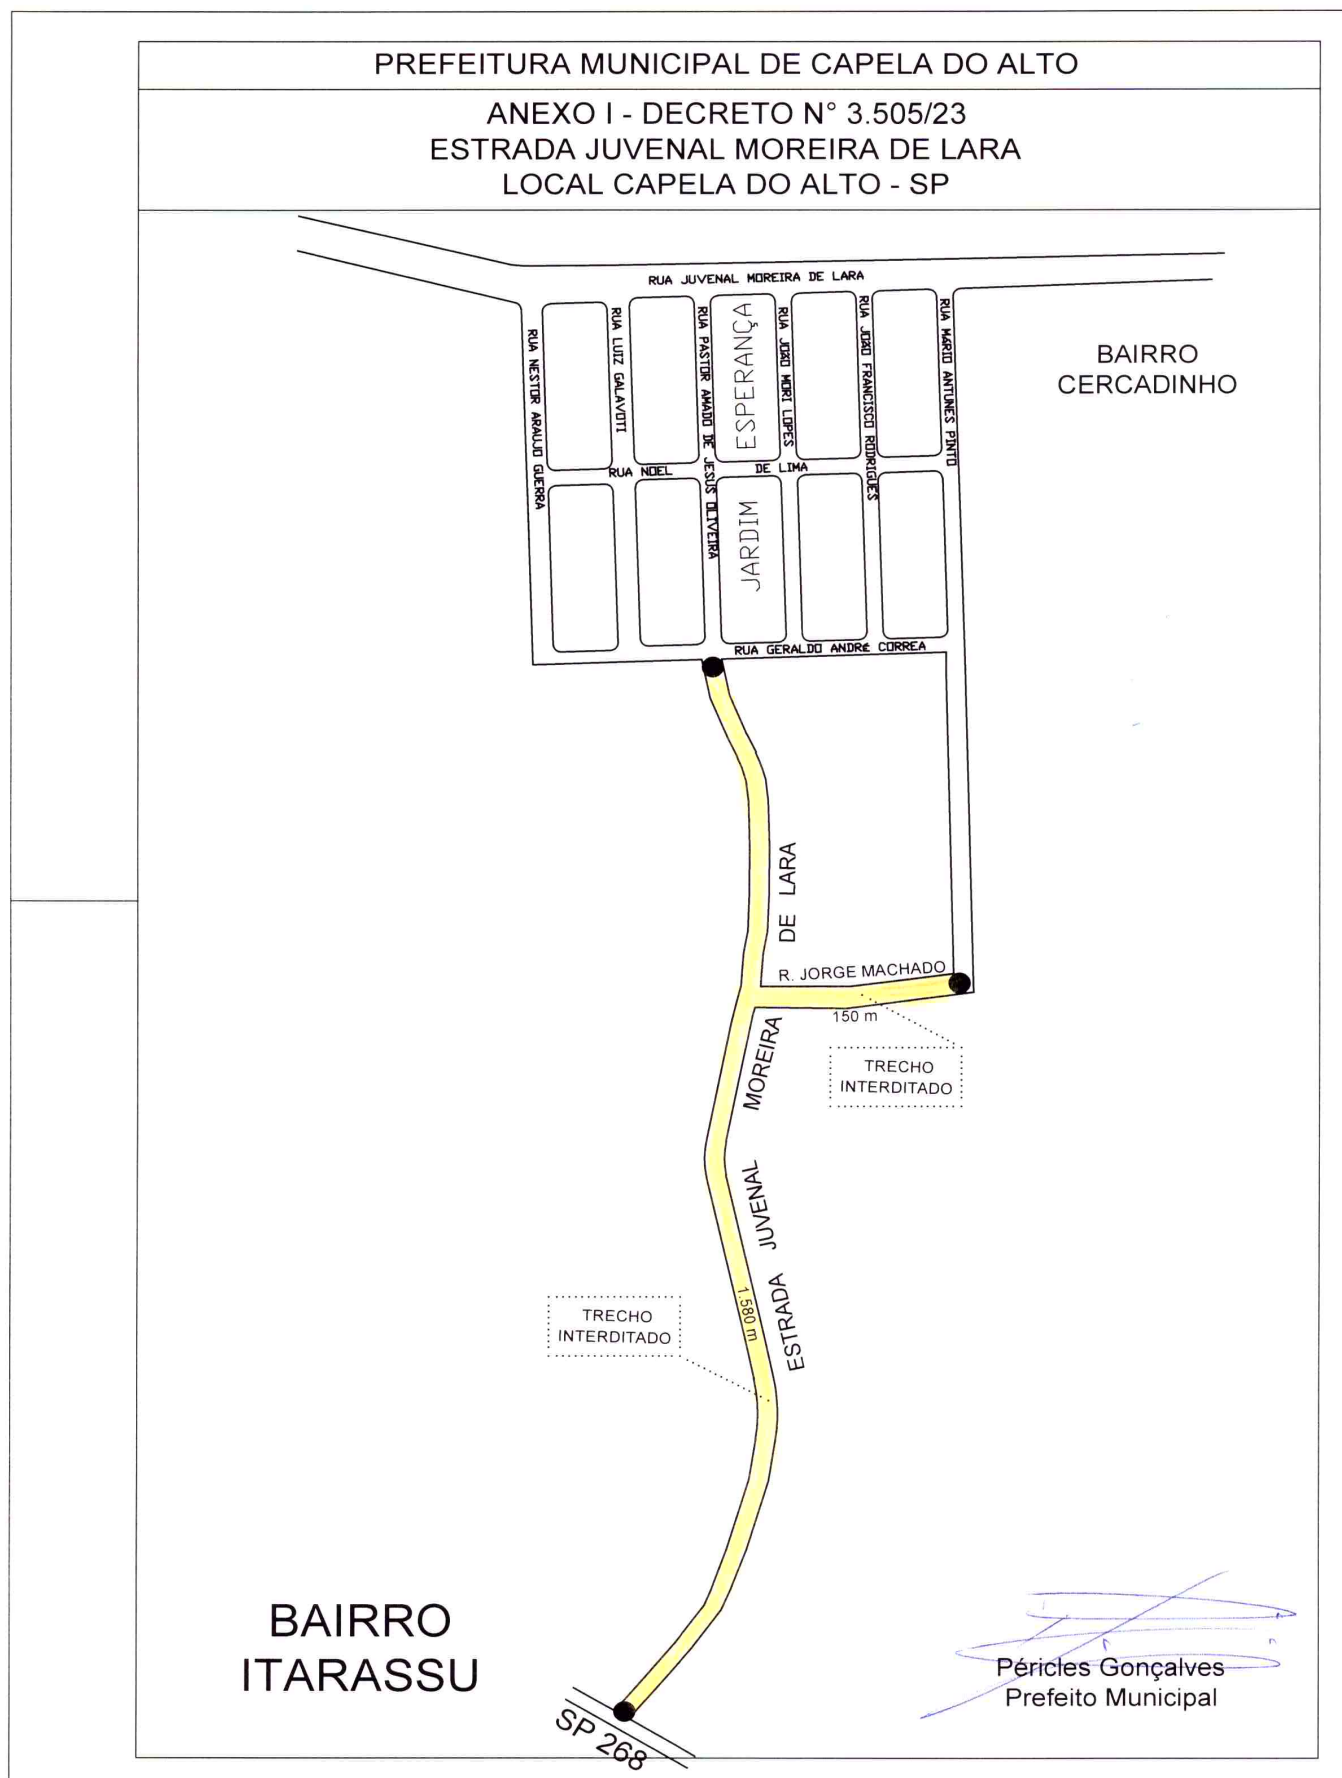 PREFEITURA MUNICIPAL DE CAPELA DO ALTO
ANEXO I - DECRETO N° 3.505/23
ESTRADA JUVENAL MOREIRA DE LARA
LOCAL CAPELA DO ALTO - SP
RUA JUVENAL MOREIRA DE LARA
RUA NESTOR ARAUJO GUERRA
RUA LUIZ GALAVOTI
RUA PASTOR AMADO DE JESUS OLIVEIRA
JARDIM ESPERANÇA
RUA JOÃO MORI LOPES
RUA JOÃO FRANCISCO RODRIGUES
RUA MARIO ANTUNES PINTO
BAIRRO
CERCADINHO
RUA NOEL DE LIMA
RUA GERALDO ANDRé CORREA
R. JORGE MACHADO
150 m
TRECHO
INTERDITADO
ESTRADA JUVENAL MOREIRA DE LARA
1.580 m
TRECHO
INTERDITADO
BAIRRO
ITARASSU
SP 268
Péricles Gonçalves
Prefeito Municipal